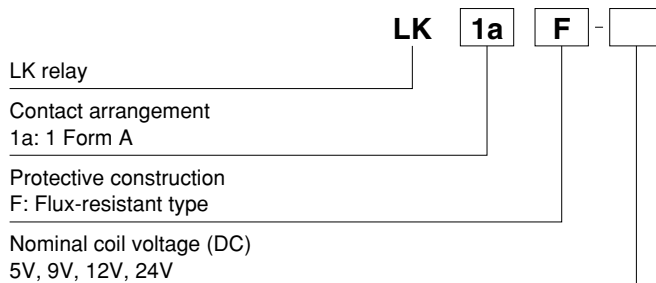 LK 1a F -
LK relay
Contact arrangement
1a: 1 Form A
Protective construction
F: Flux-resistant type
Nominal coil voltage (DC)
5V, 9V, 12V, 24V